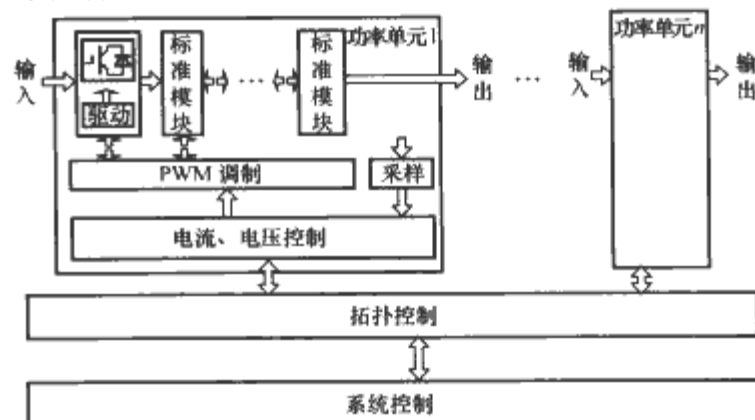 功率单元1
功率单元n
输入
标准模块
…
标准模块
输出
…
输入
输出
驱动
PWM 调制
采样
电流、电压控制
拓扑控制
系统控制